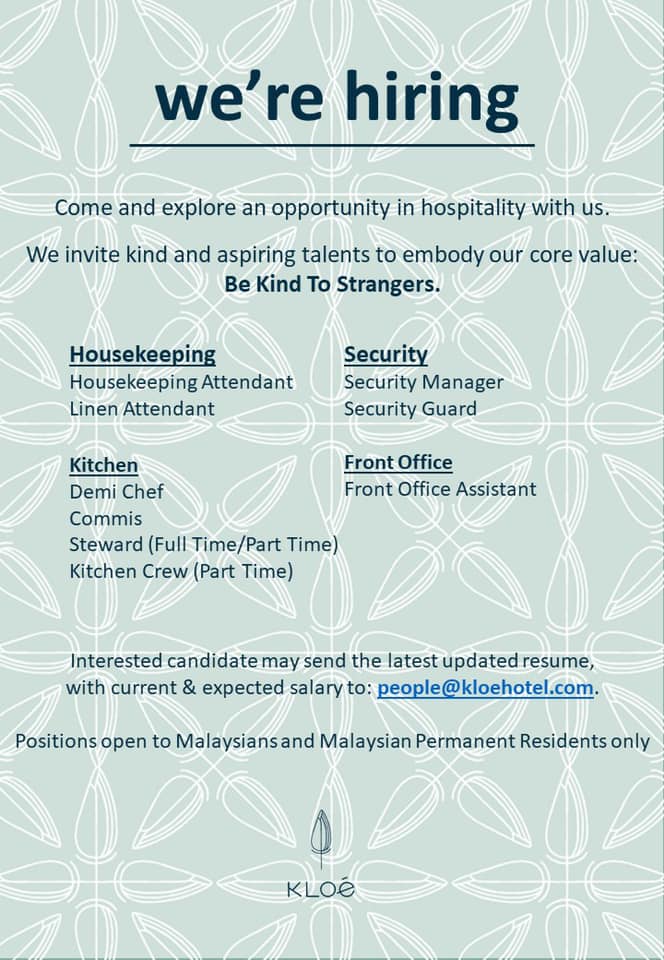 we’re hiring
Come and explore an opportunity in hospitality with us.
We invite kind and aspiring talents to embody our core value:
Be Kind To Strangers.
Housekeeping
Housekeeping Attendant
Linen Attendant
Security
Security Manager
Security Guard
Kitchen
Demi Chef
Commis
Steward (Full Time/Part Time)
Kitchen Crew (Part Time)
Front Office
Front Office Assistant
Interested candidate may send the latest updated resume,
with current & expected salary to: people@kloehotel.com.
Positions open to Malaysians and Malaysian Permanent Residents only
KLOé